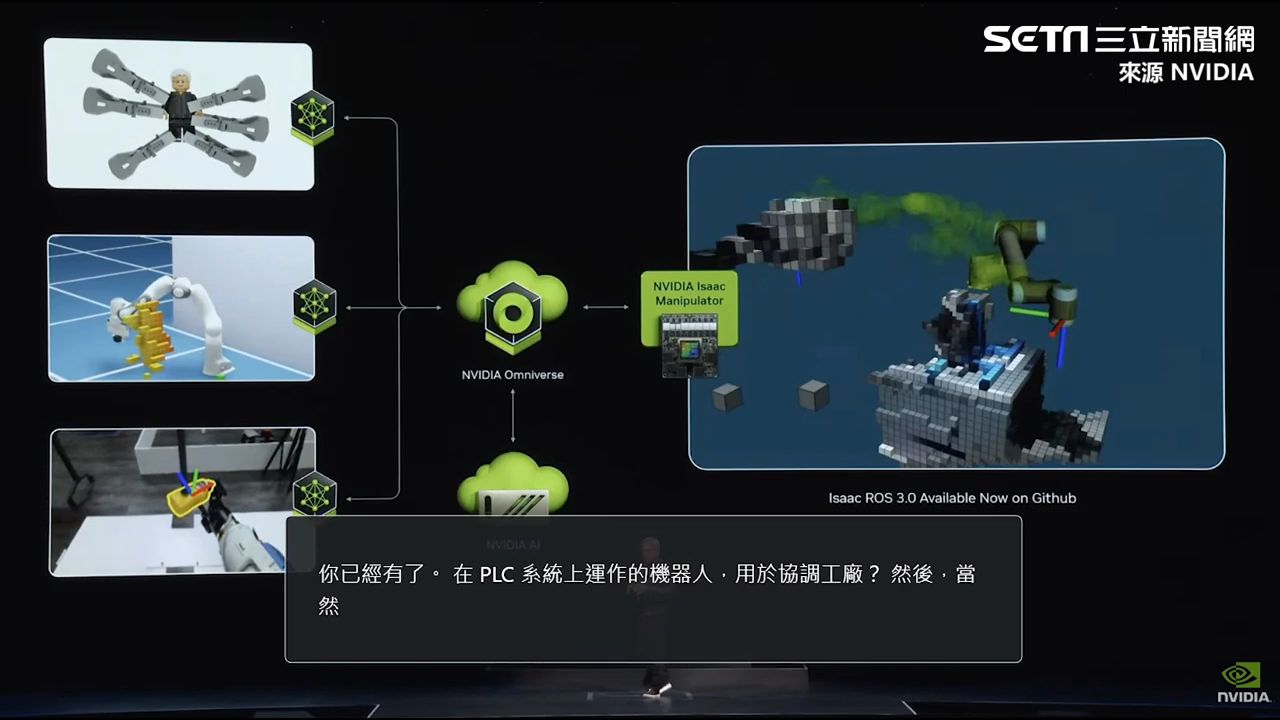 SETN三立新聞網
來源 NVIDIA
NVIDIA Isaac
Manipulator
NVIDIA Omniverse
Isaac ROS 3.0 Available Now on Github
NVIDIA AI
你已經有了。 在 PLC 系統上運作的機器人，用於協調工廠？ 然後，當
然
NVIDIA.